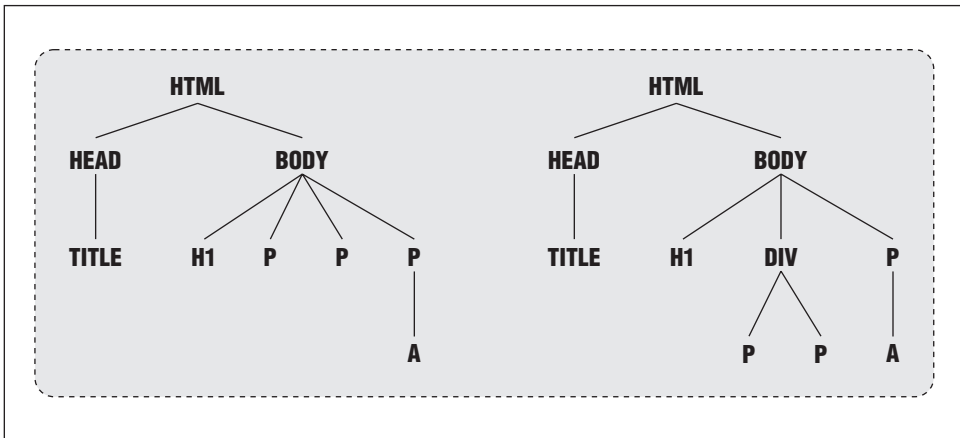 HTML HTML
HEAD BODY HEAD BODY
TITLE H1 P P P TITLE H1 DIV P
A P P A